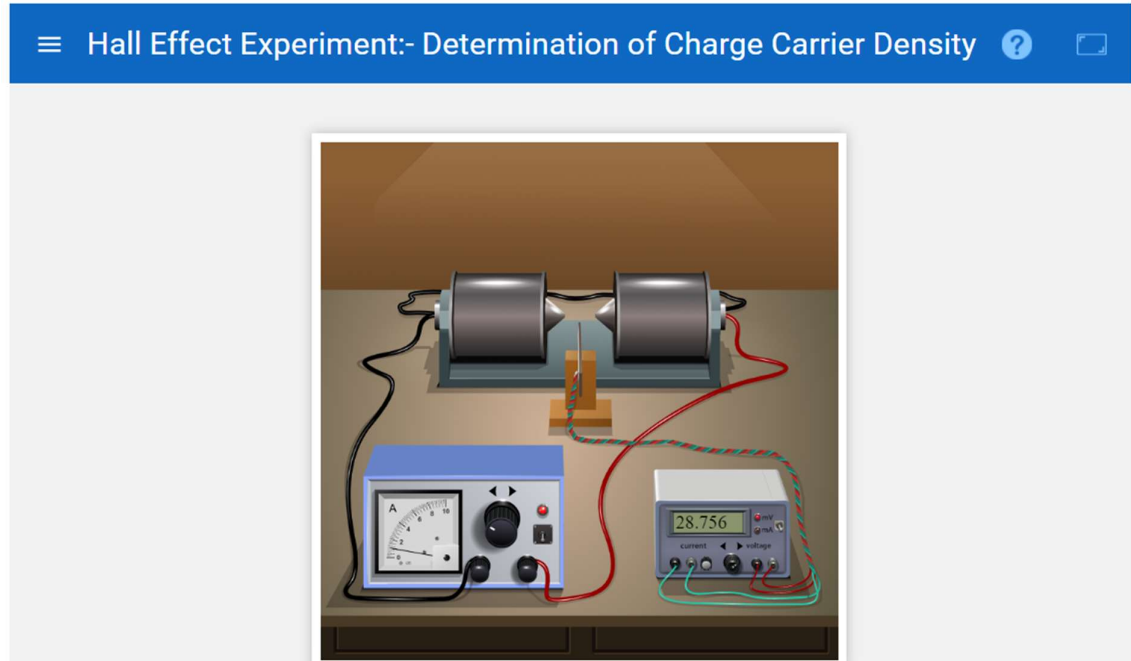 Hall Effect Experiment:- Determination of Charge Carrier Density ?
A
0 2 4 6 8 10
28.756
mV
mA
current voltage